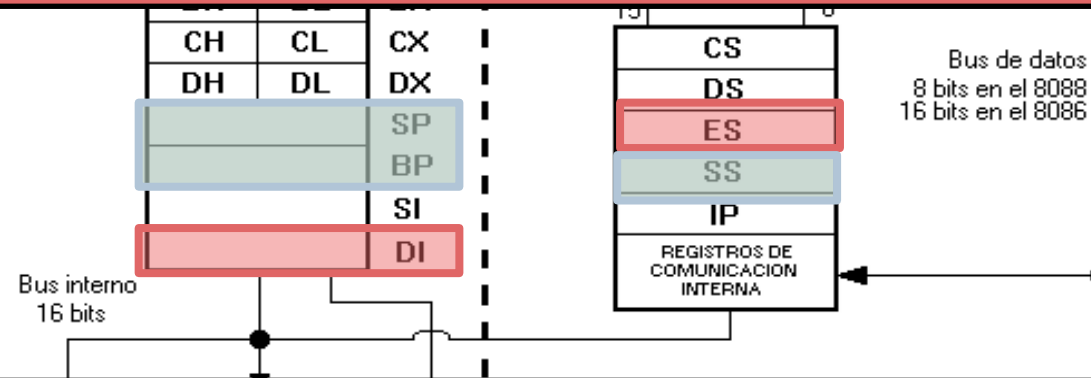 CH CL CX
DH DL DX
SP
BP
SI
DI
Bus interno
16 bits
CS
DS
ES
SS
IP
REGISTROS DE
COMUNICACION
INTERNA
Bus de datos
8 bits en el 8088
16 bits en el 8086